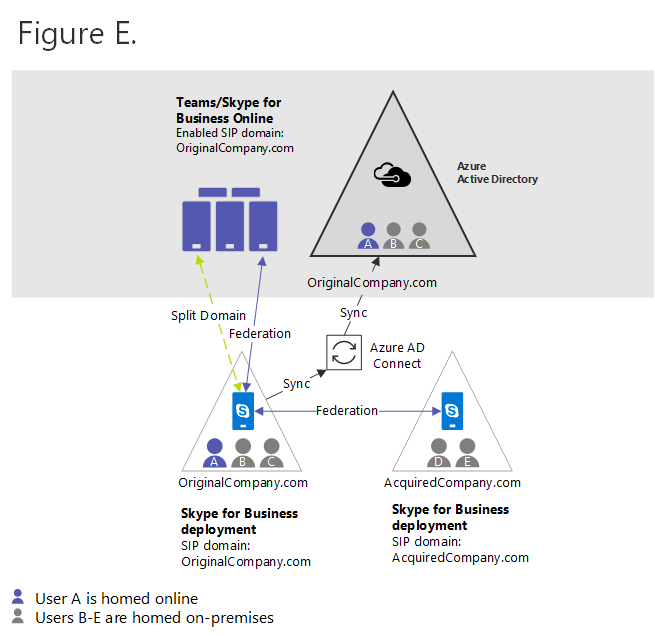 Figure E.
Teams/Skype for
Business Online
Enabled SIP domain:
OriginalCompany.com
Azure
Active Directory
A B C
OriginalCompany.com
Sync
Split Domain
Federation
Azure AD
Connect
Sync
Federation
A B C
D E
OriginalCompany.com
AcquiredCompany.com
Skype for Business
deployment
SIP domain:
OriginalCompany.com
Skype for Business
deployment
SIP domain:
AcquiredCompany.com
User A is homed online
Users B-E are homed on-premises